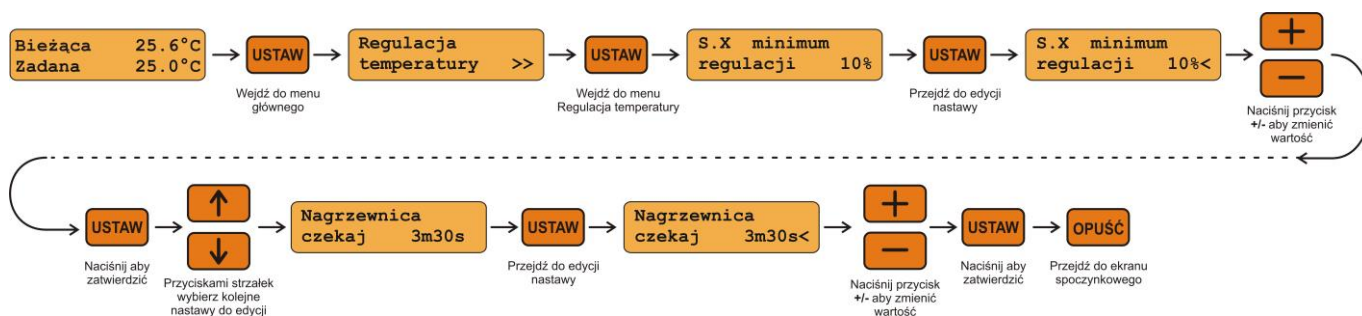 Bieżąca 25.6°C
Zadana 25.0°C
USTAW
Wejdź do menu
głównego
Regulacja
temperatury >>
USTAW
Wejdź do menu
Regulacja temperatury
S.X minimum
regulacji 10%
USTAW
Przejdź do edycji
nastawy
S.X minimum
regulacji 10%<
+
−
Naciśnij przycisk
+/- aby zmienić
wartość
USTAW
Naciśnij aby
zatwierdzić
↑
↓
Przyciskami strzałek
wybierz kolejne
nastawy do edycji
Nagrzewnica
czekaj 3m30s
USTAW
Przejdź do edycji
nastawy
Nagrzewnica
czekaj 3m30s<
+
−
Naciśnij przycisk
+/- aby zmienić
wartość
USTAW
Naciśnij aby
zatwierdzić
OPUŚĆ
Przejdź do ekranu
spoczynkowego